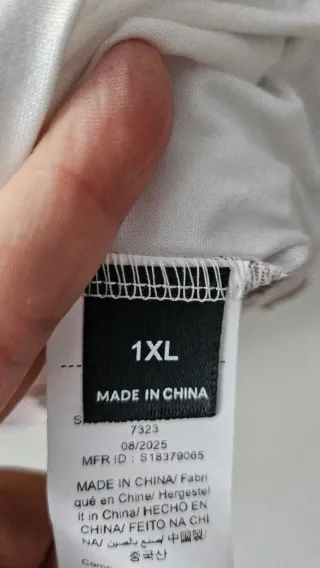 1XL
MADE IN CHINA
7323
08/2025
MFR ID : S18379065
MADE IN CHINA/ Fabri
qué en Chine/ Hergestel
lt in China/ HECHO EN
CHINA/ FEITO NA CHI
NA/ صنع بالصين/ 中國製/
중국산